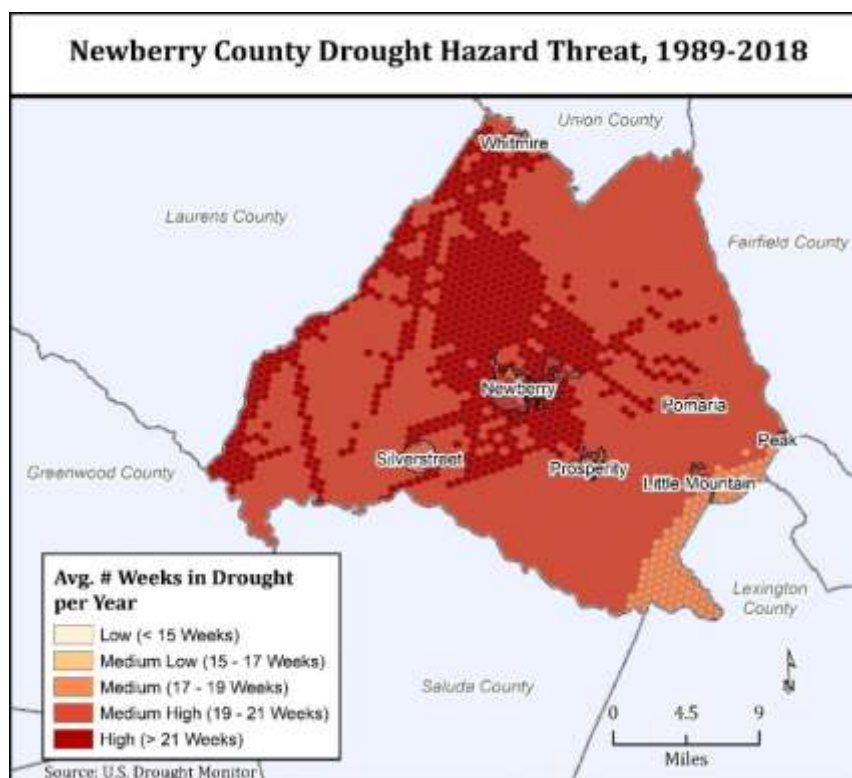 Newberry County Drought Hazard Threat, 1989-2018
Union County
Whitmire
Laurens County
Fairfield County
Newberry
Pomaria
Peak
Silverstreet
Prosperity
Greenwood County
Little Mountain
Avg. # Weeks in Drought
per Year
Low (< 15 Weeks)
Medium Low (15 - 17 Weeks)
Medium (17 - 19 Weeks)
Medium High (19 - 21 Weeks)
High (> 21 Weeks)
Lexington
County
Saluda County
N
0 4.5 9
Miles
Source: U.S. Drought Monitor